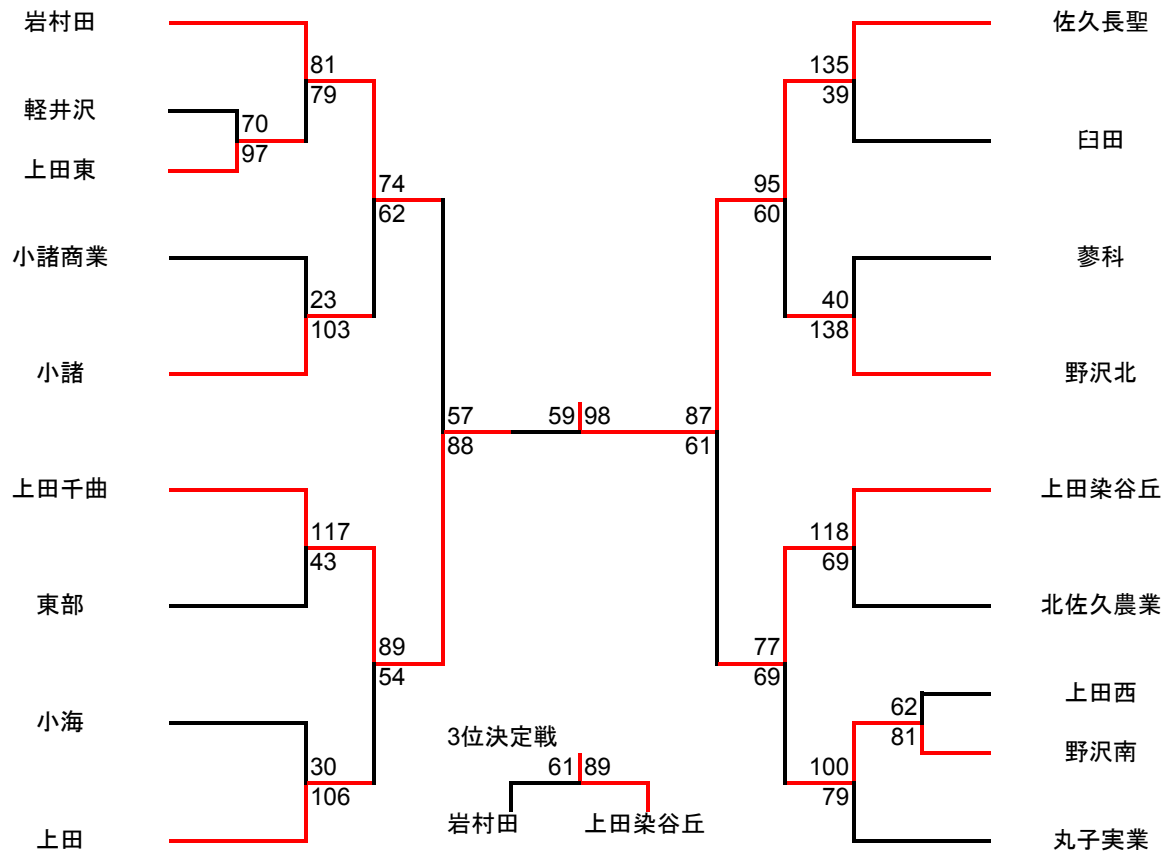 岩村田
佐久長聖
81
135
79
39
軽井沢
70
臼田
97
上田東
74
95
62
60
小諸商業
蓼科
23
40
103
138
小諸
野沢北
57
59
98
87
88
61
上田千曲
上田染谷丘
117
118
43
69
東部
北佐久農業
89
77
54
69
上田西
62
小海
81
3位決定戦
野沢南
30
61
89
100
106
79
岩村田
上田染谷丘
上田
丸子実業